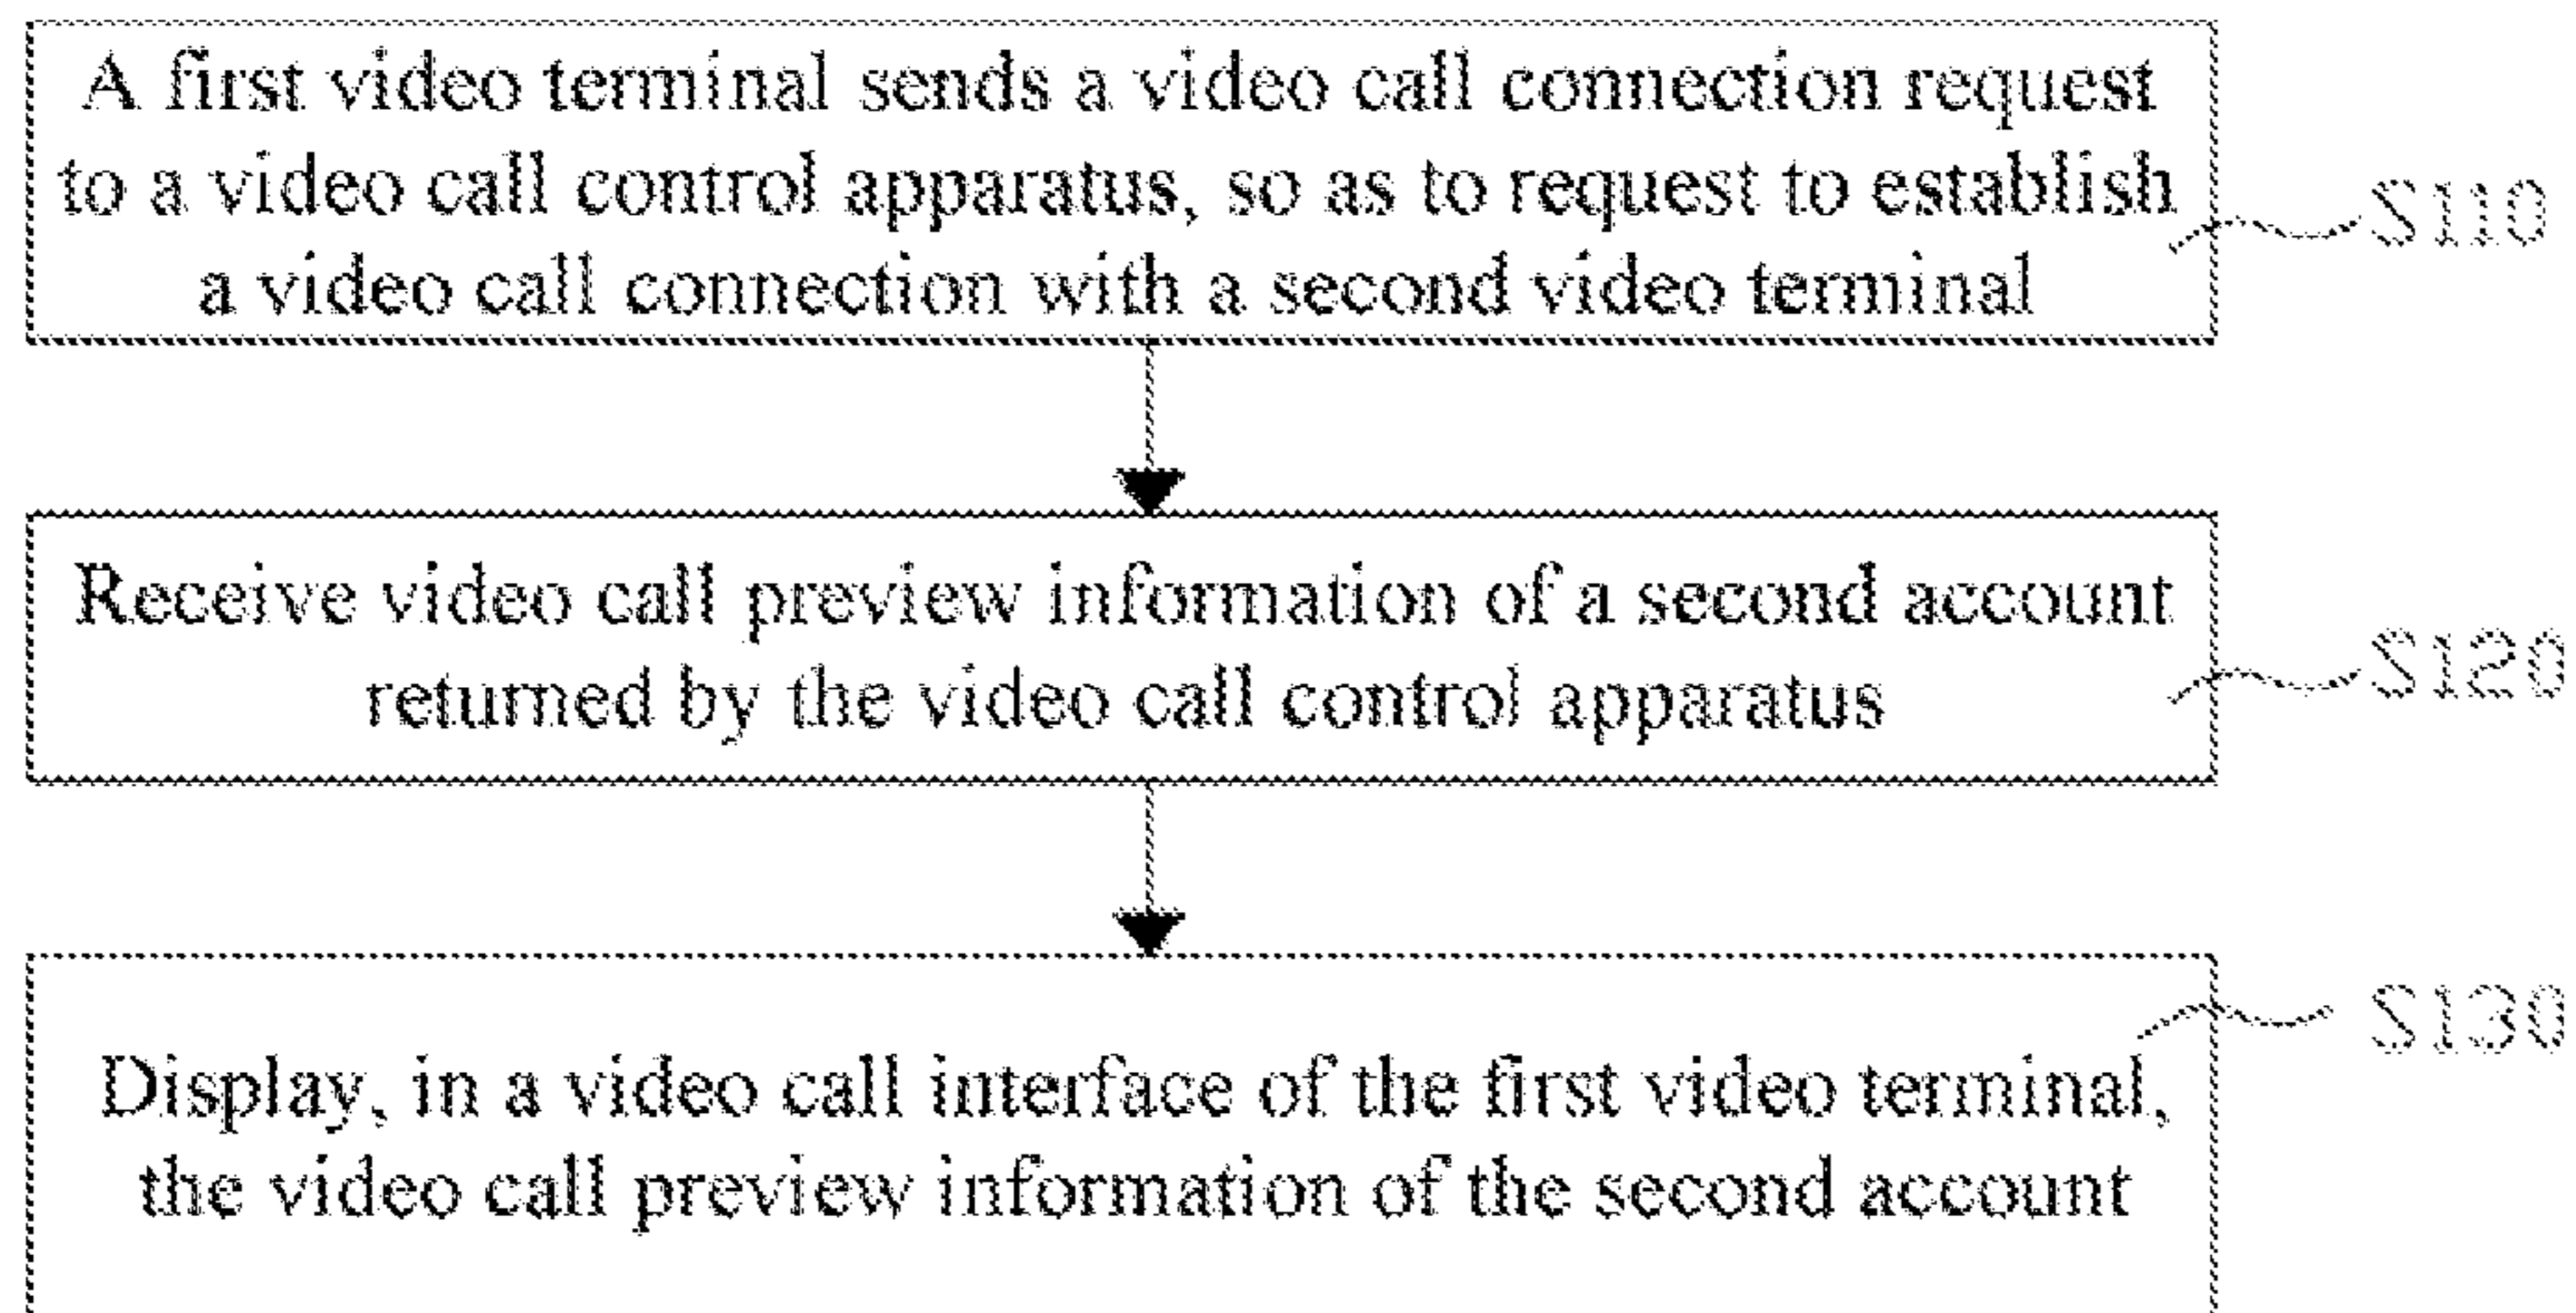 A first video terminal sends a video call connection request
to a video call control apparatus, so as to request to establish
a video call connection with a second video terminal
S110
Receive video call preview information of a second account
returned by the video call control apparatus
S120
S130
Display, in a video call interface of the first video terminal,
the video call preview information of the second account